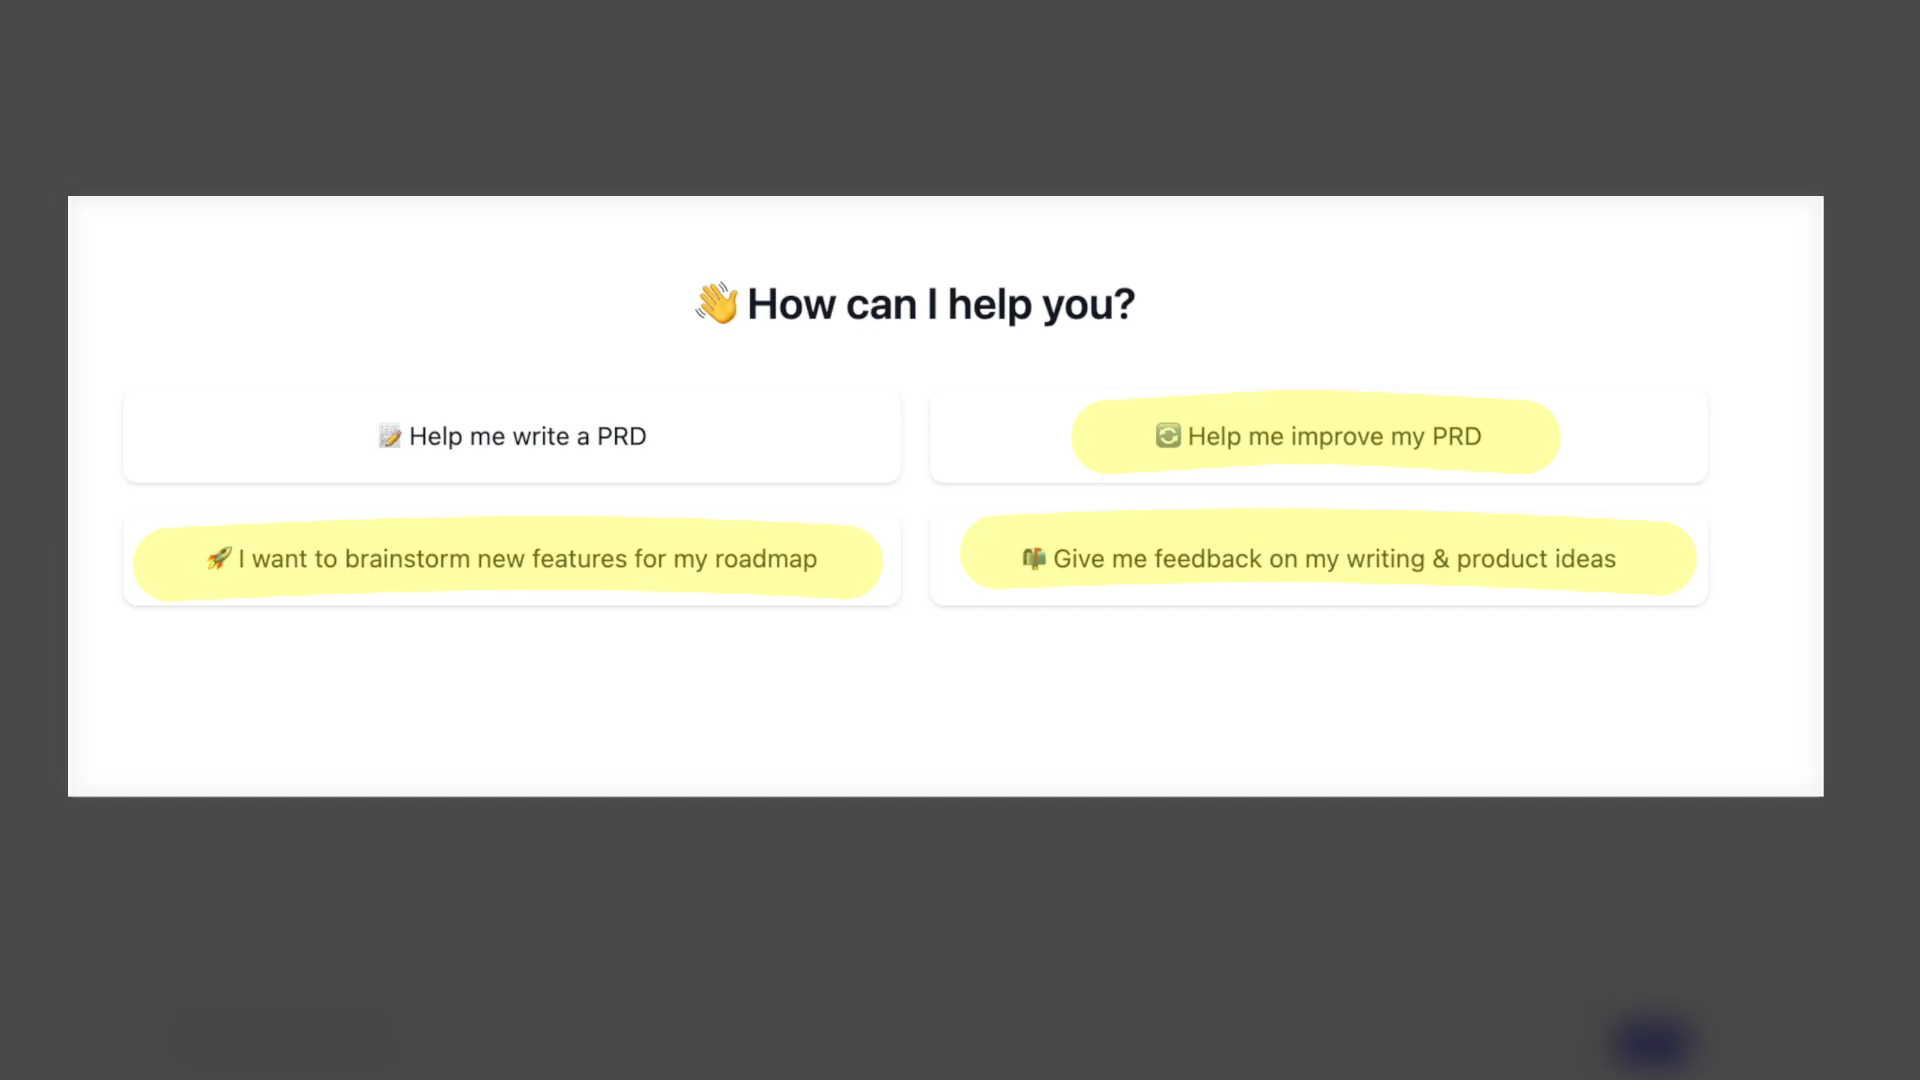 👋 How can I help you?
📝 Help me write a PRD
🔄 Help me improve my PRD
🚀 I want to brainstorm new features for my roadmap
📬 Give me feedback on my writing & product ideas